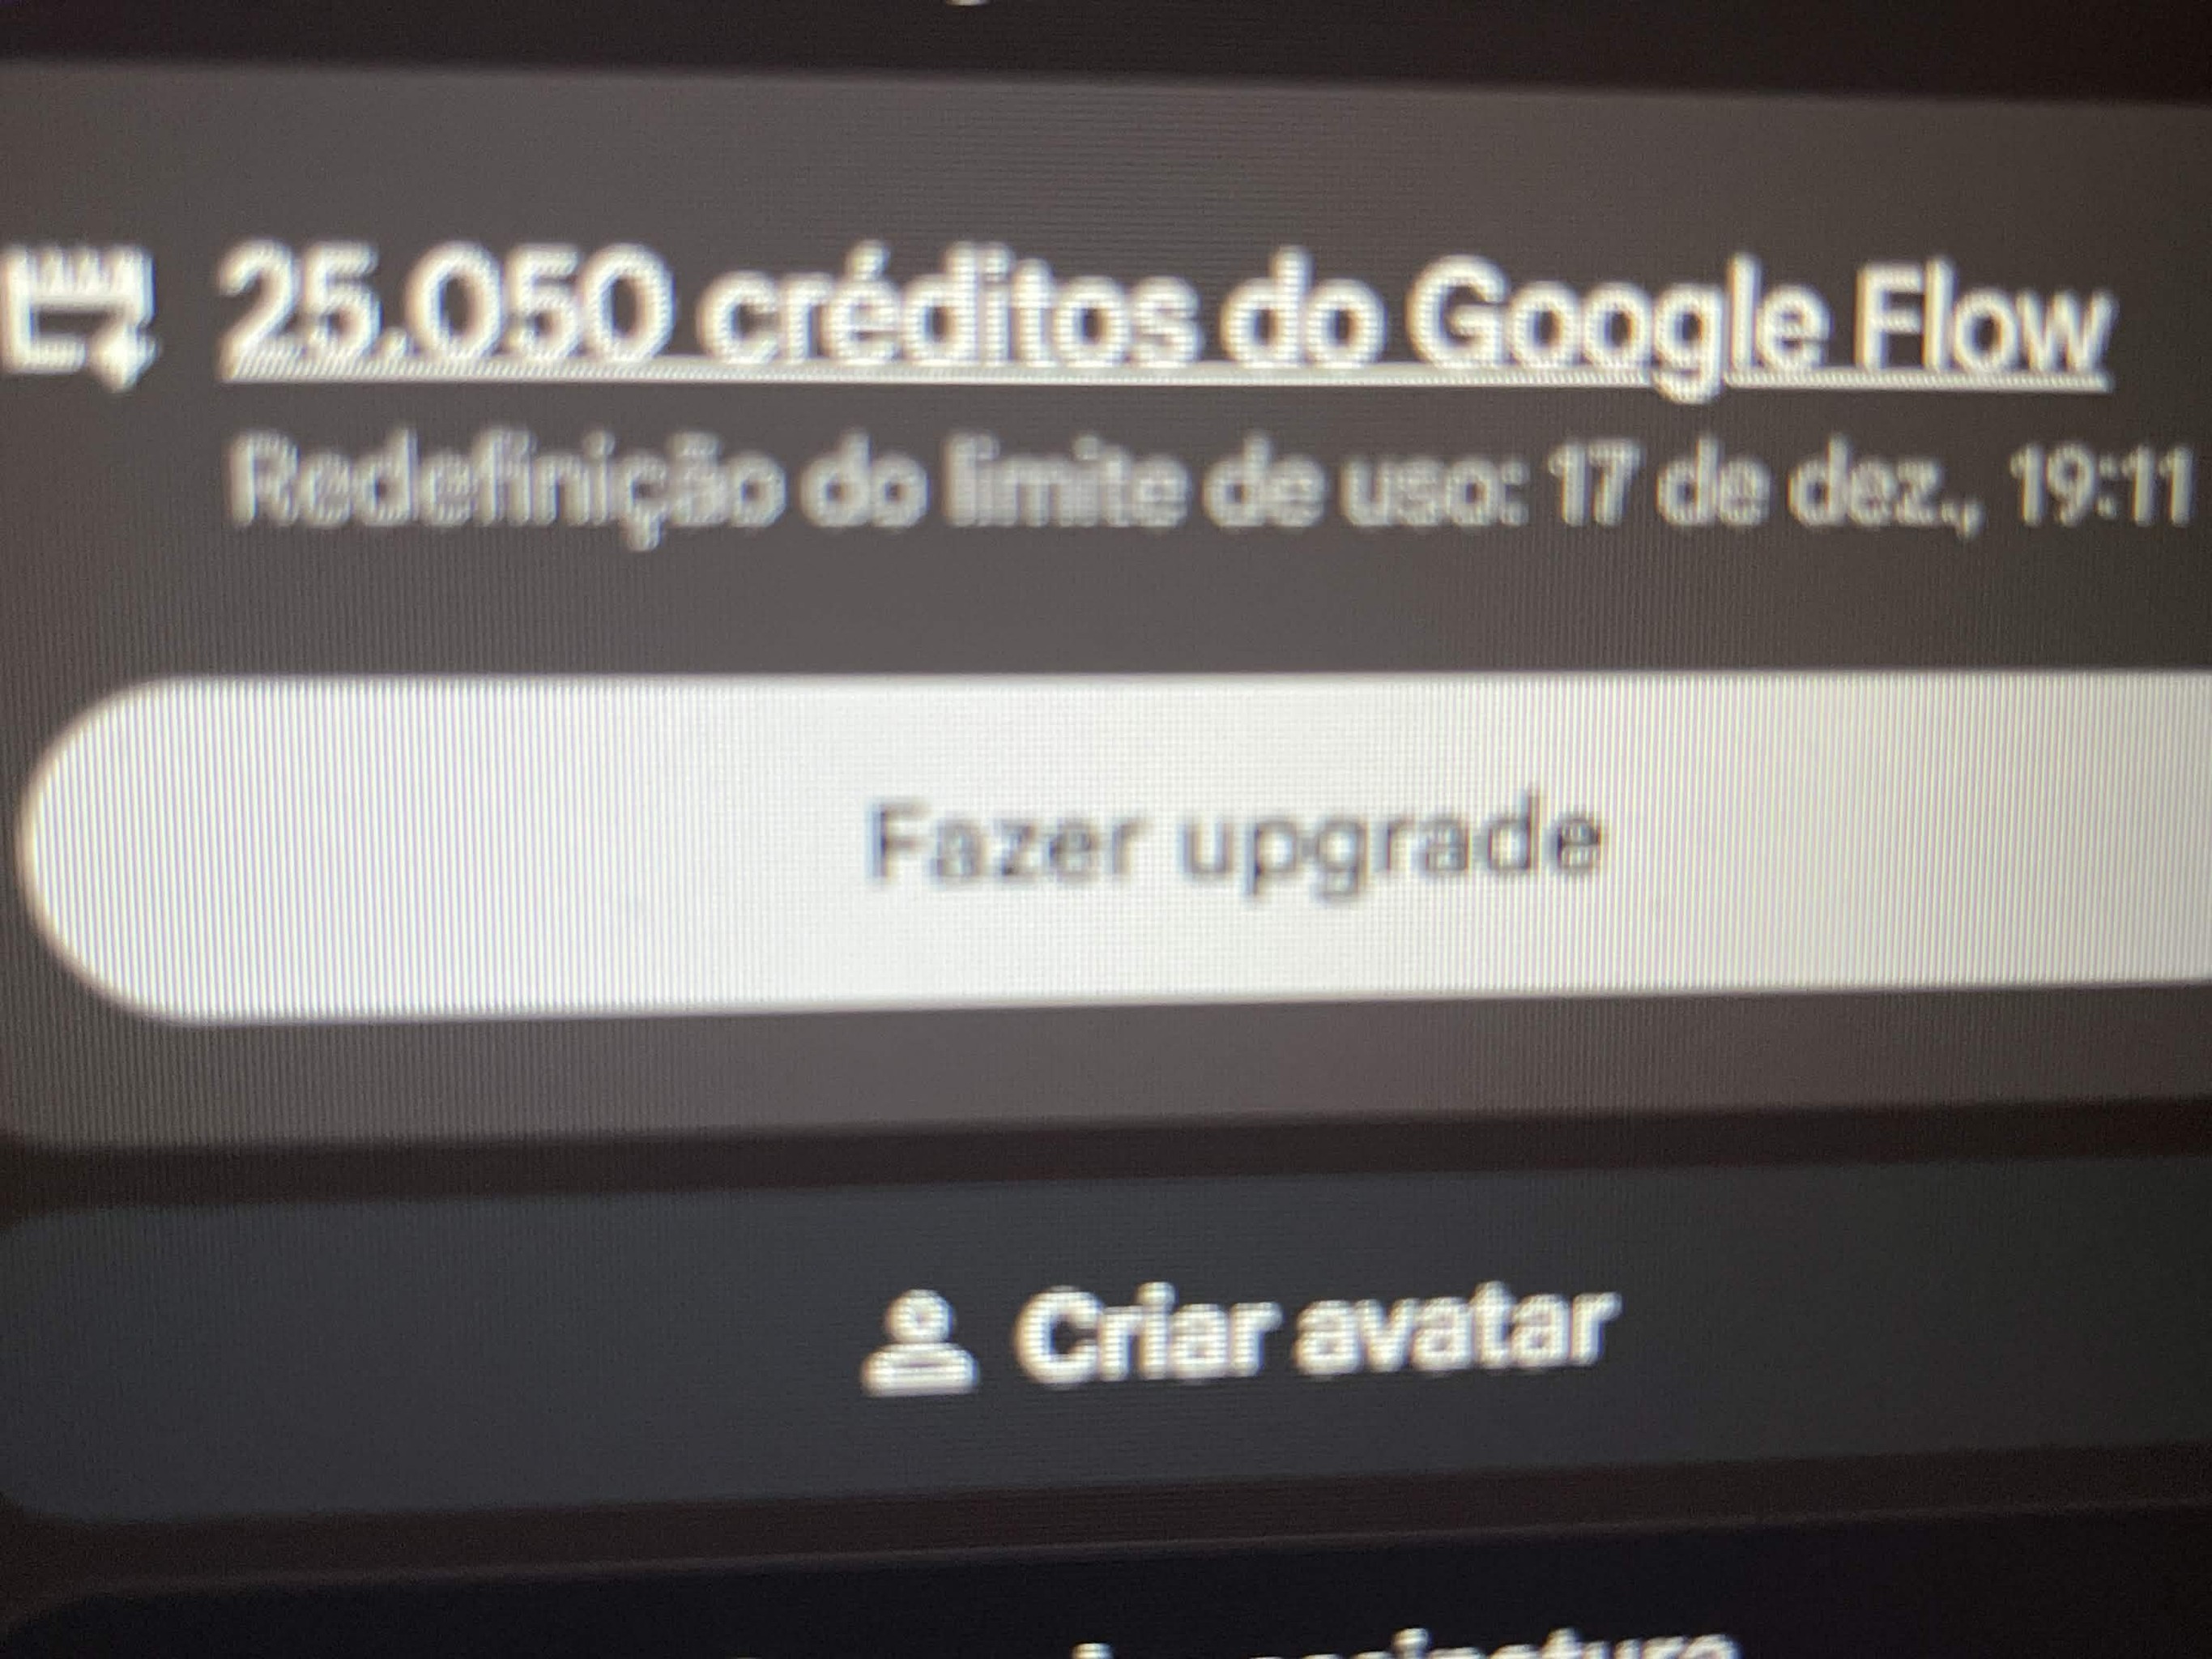 25.050 créditos do Google Flow
Redefinição do limite de uso: 17 de dez., 19:11
Fazer upgrade
Criar avatar